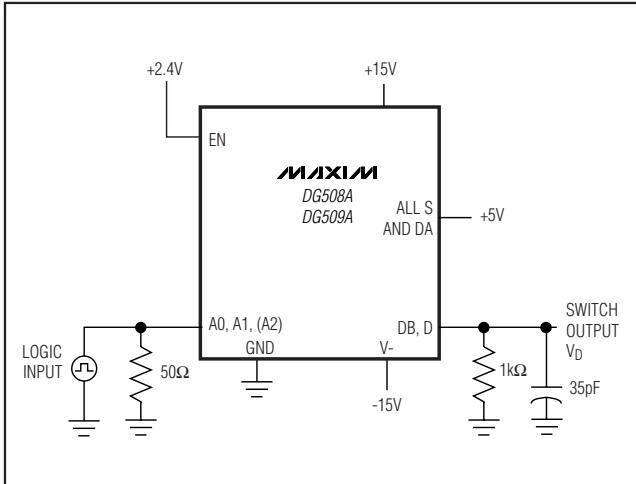 +2.4V
+15V
EN
MAXIM
DG508A
DG509A
ALL S
AND DA
+5V
A0, A1, (A2)
DB, D
SWITCH
OUTPUT
VD
LOGIC
INPUT
50Ω
GND
V-
1kΩ
35pF
-15V